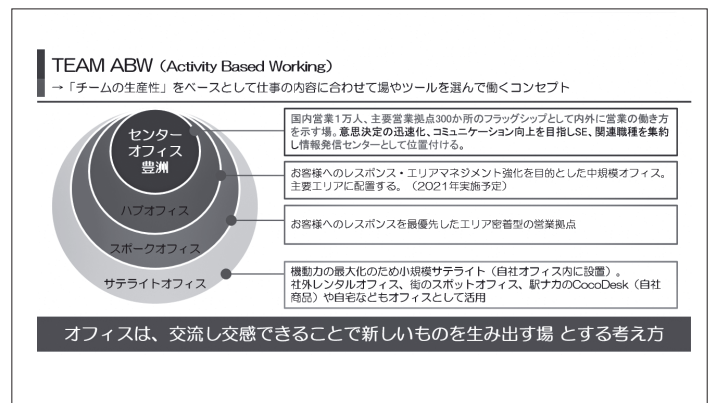 TEAM ABW（Activity Based Working）
→「チームの生産性」をベースとして仕事の内容に合わせて場やツールを選んで働くコンセプト
センター
オフィス
豊洲
国内営業1万人、主要営業拠点300か所のフラッグシップとして内外に営業の働き
方を示す場。意思決定の迅速化、コミュニケーション向上を目指しSE、関連職種を集約
し情報発信センターとして位置付ける。
ハブオフィス
お客様へのレスポンス・エリアマネジメント強化を目的とした中規模オフィス。
主要エリアに配置する。（2021年実施予定）
スポークオフィス
お客様へのレスポンスを最優先したエリア密着型の営業拠点
サテライトオフィス
機動力の最大化のため小規模サテライト（自社オフィス内に設置）。
社外レンタルオフィス、街のスポットオフィス、駅ナカのCocoDesk（自社
商品）や自宅などもオフィスとして活用
オフィスは、交流し交感できることで新しいものを生み出す場 とする考え方